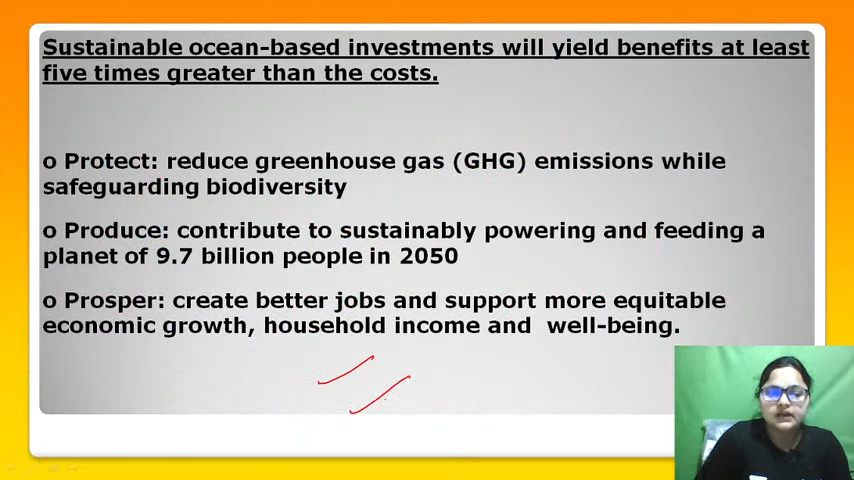 Sustainable ocean-based investments will yield benefits at least
five times greater than the costs.
o Protect: reduce greenhouse gas (GHG) emissions while
safeguarding biodiversity
o Produce: contribute to sustainably powering and feeding a
planet of 9.7 billion people in 2050
o Prosper: create better jobs and support more equitable
economic growth, household income and well-being.